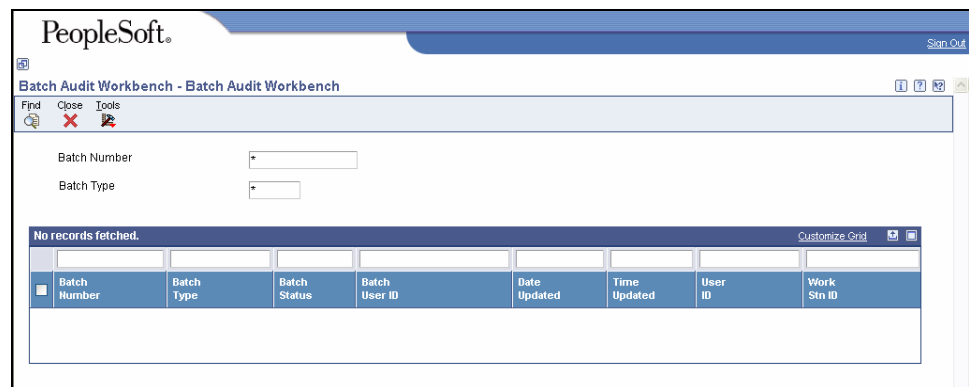 PeopleSoft®
Sign Out
Batch Audit Workbench - Batch Audit Workbench
Find Close Tools
Batch Number *
Batch Type *
No records fetched. Customize Grid
Batch Number Batch Type Batch Status Batch User ID Date Updated Time Updated User ID Work Stn ID